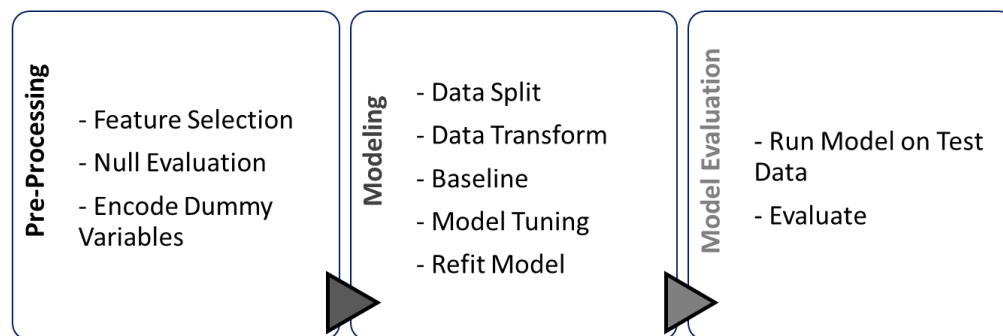 Pre-Processing
- Feature Selection
- Null Evaluation
- Encode Dummy
Variables
Modeling
- Data Split
- Data Transform
- Baseline
- Model Tuning
- Refit Model
Model Evaluation
- Run Model on Test
Data
- Evaluate